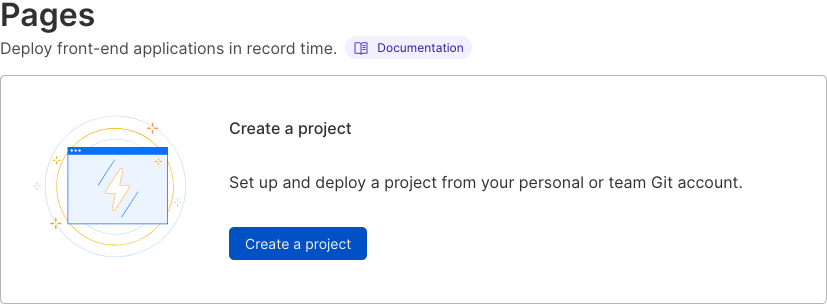 Pages
Deploy front-end applications in record time. Documentation
Create a project
Set up and deploy a project from your personal or team Git account.
Create a project